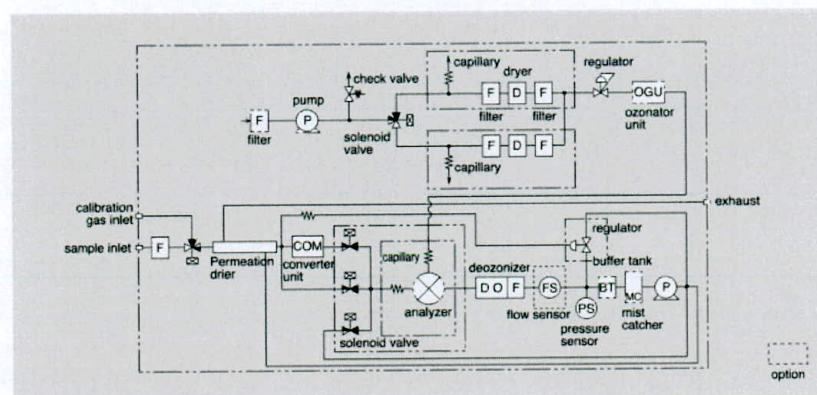 capillary
dryer
regulator
check valve
F
D
F
OGU
pump
filter
filter
ozonator
unit
F
P
filter
solenoid
valve
F
D
F
capillary
calibration
gas inlet
exhaust
regulator
sample inlet
F
COM
capillary
deozonizer
buffer tank
Permeation
drier
converter
unit
D O F
FS
BT
MC
P
analyzer
flow sensor
PS
mist
catcher
pressure
sensor
solenoid valve
option